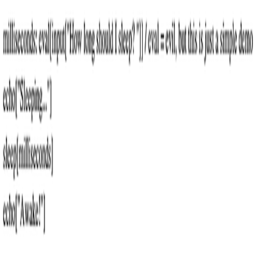 milliseconds: eval[input["How long should I sleep? "]] / eval = evil, but this is just a simple demo
echo["Sleeping..."]
sleep[milliseconds]
echo["Awake!"]